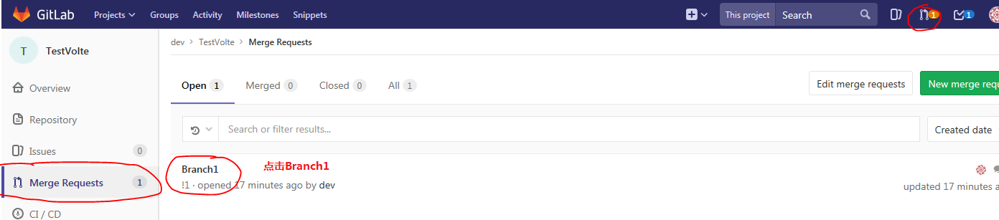 GitLab Projects Groups Activity Milestones Snippets This project Search 1 1
T TestVolte
dev > TestVolte > Merge Requests
Overview
Open 1 Merged 0 Closed 0 All 1
Edit merge requests
New merge requ
Repository
Search or filter results...
Created date
Issues 0
Merge Requests 1
Branch1
点击Branch1
!1 · opened 17 minutes ago by dev
updated 17 minutes a
CI / CD